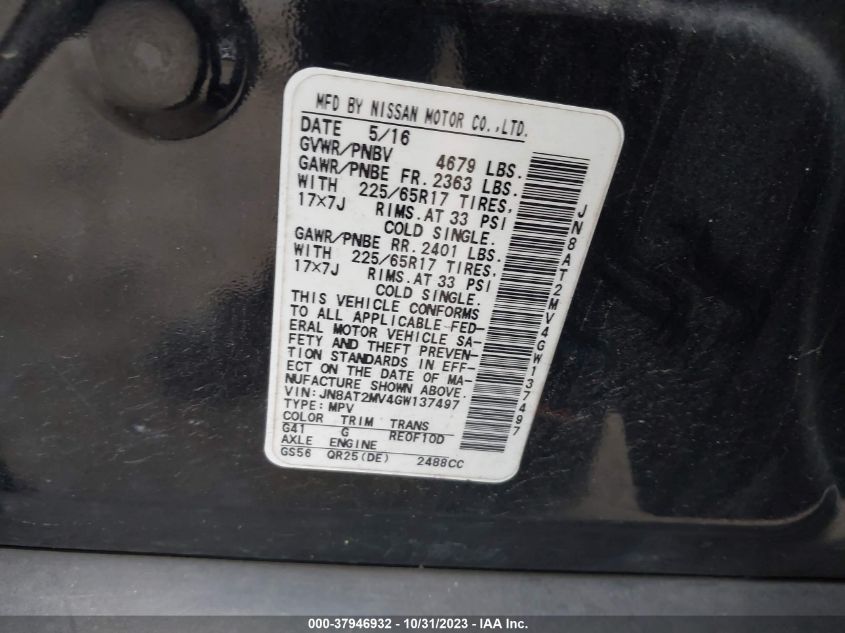 MFD BY NISSAN MOTOR CO.,LTD.
DATE 5/16
GVWR/PNBV 4679 LBS.
GAWR/PNBE FR. 2363 LBS.
WITH 225/65R17 TIRES,
17×7J RIMS. AT 33 PSI
COLD SINGLE.
GAWR/PNBE RR. 2401 LBS.
WITH 225/65R17 TIRES,
17×7J RIMS. AT 33 PSI
COLD SINGLE.
THIS VEHICLE CONFORMS
TO ALL APPLICABLE FED-
ERAL MOTOR VEHICLE SA-
FETY AND THEFT PREVEN-
TION STANDARDS IN EFF-
ECT ON THE DATE OF MA-
NUFACTURE SHOWN ABOVE.
VIN: JN8AT2MV4GW137497
TYPE: MPV
COLOR TRIM TRANS
G41 G RE0F10D
AXLE ENGINE
GS56 QR25(DE) 2488CC
JN8AT2MV4GW137497
000-37946932 - 10/31/2023 - IAA Inc.